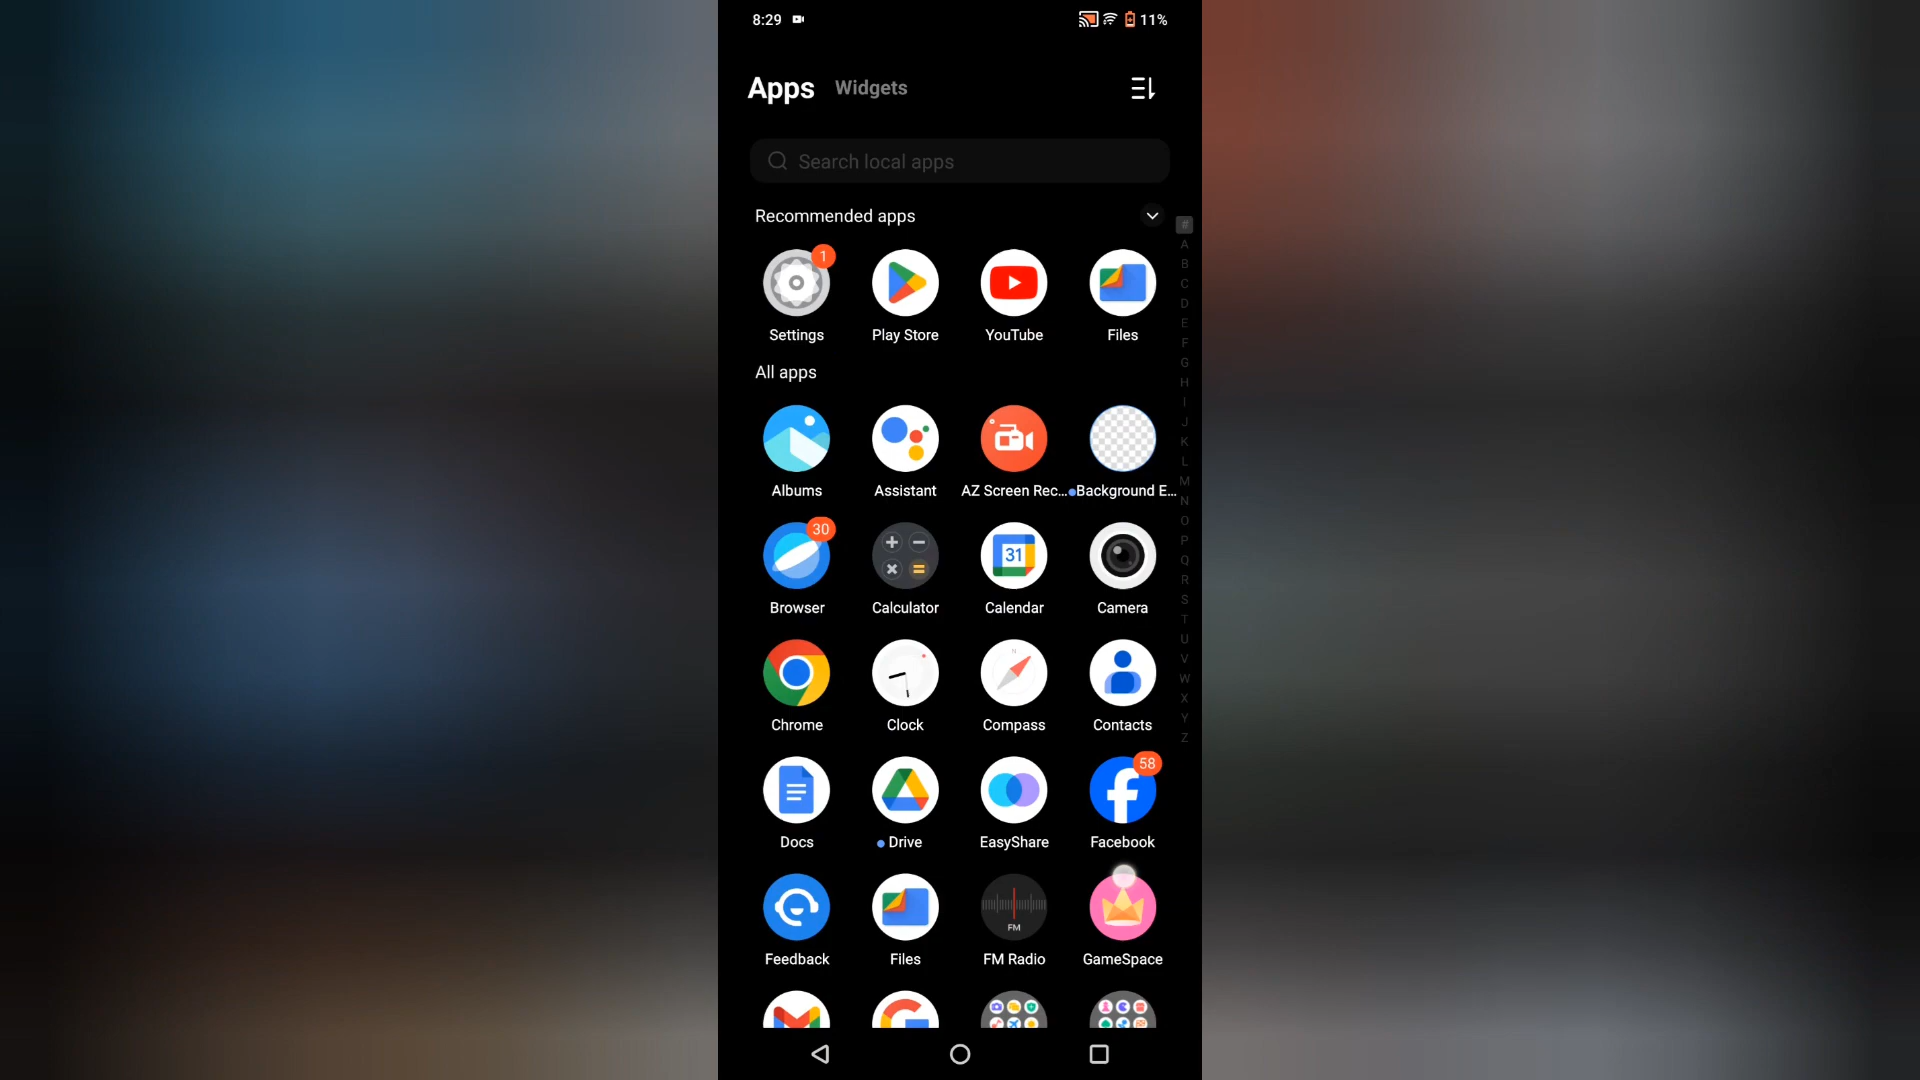 8:29 11%
Apps Widgets
Search local apps
Recommended apps
#
A
B
C
D
E
F
G
H
I
J
K
L
M
N
O
P
Q
R
S
T
U
V
W
X
Y
Z
1
Settings Play Store YouTube Files
All apps
Albums Assistant AZ Screen Rec... Background E...
30
31
Browser Calculator Calendar Camera
N
Chrome Clock Compass Contacts
58
Docs Drive EasyShare Facebook
FM
Feedback Files FM Radio GameSpace